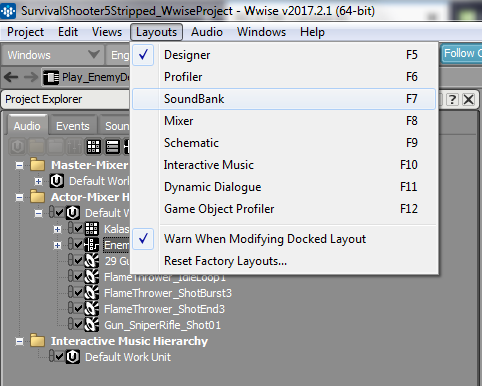 SurvivalShooter5Stripped_WwiseProject - Wwise v2017.2.1 (64-bit)
Project Edit Views Layouts Audio Windows Help
Windows
Follow
Play_EnemyDe
Project Explorer
Audio Events Soun
Designer F5
Profiler F6
SoundBank F7
Mixer F8
Schematic F9
Interactive Music F10
Dynamic Dialogue F11
Game Object Profiler F12
Warn When Modifying Docked Layout
Reset Factory Layouts...
Master-Mixer
Default Work
Actor-Mixer H
Default W
Kalas
Enem
29 Gu
FlameThrower_IdleLoop1
FlameThrower_ShotBurst3
FlameThrower_ShotEnd3
Gun_SniperRifle_Shot01
Interactive Music Hierarchy
Default Work Unit